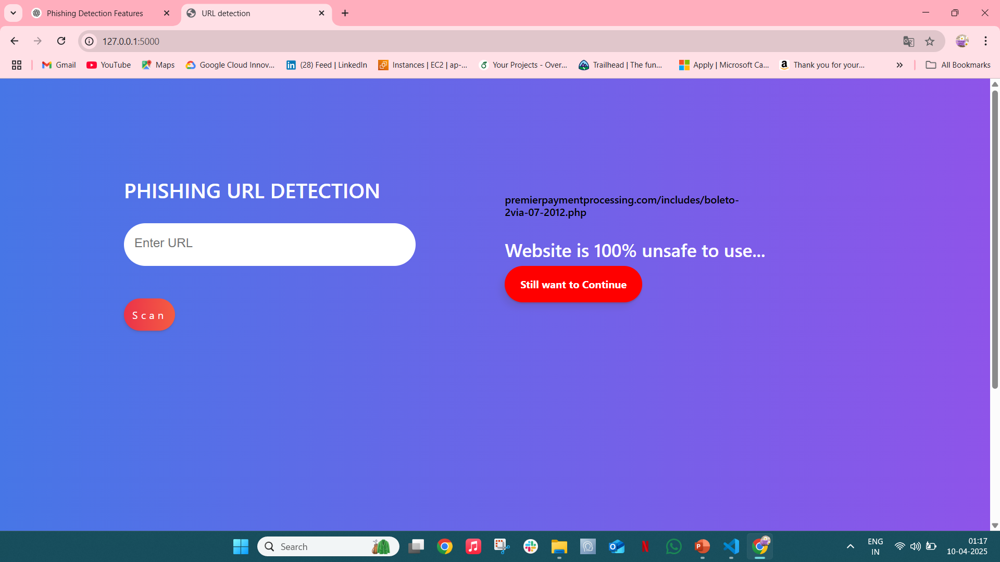 Phishing Detection Features
URL detection
127.0.0.1:5000
Gmail
YouTube
Maps
Google Cloud Innov...
(28) Feed | LinkedIn
Instances | EC2 | ap-...
Your Projects - Over...
Trailhead | The fun...
Apply | Microsoft Ca...
Thank you for your...
All Bookmarks
PHISHING URL DETECTION
Enter URL
Scan
premierpaymentprocessing.com/includes/boleto-
2via-07-2012.php
Website is 100% unsafe to use...
Still want to Continue
Search
ENG
IN
01:17
10-04-2025